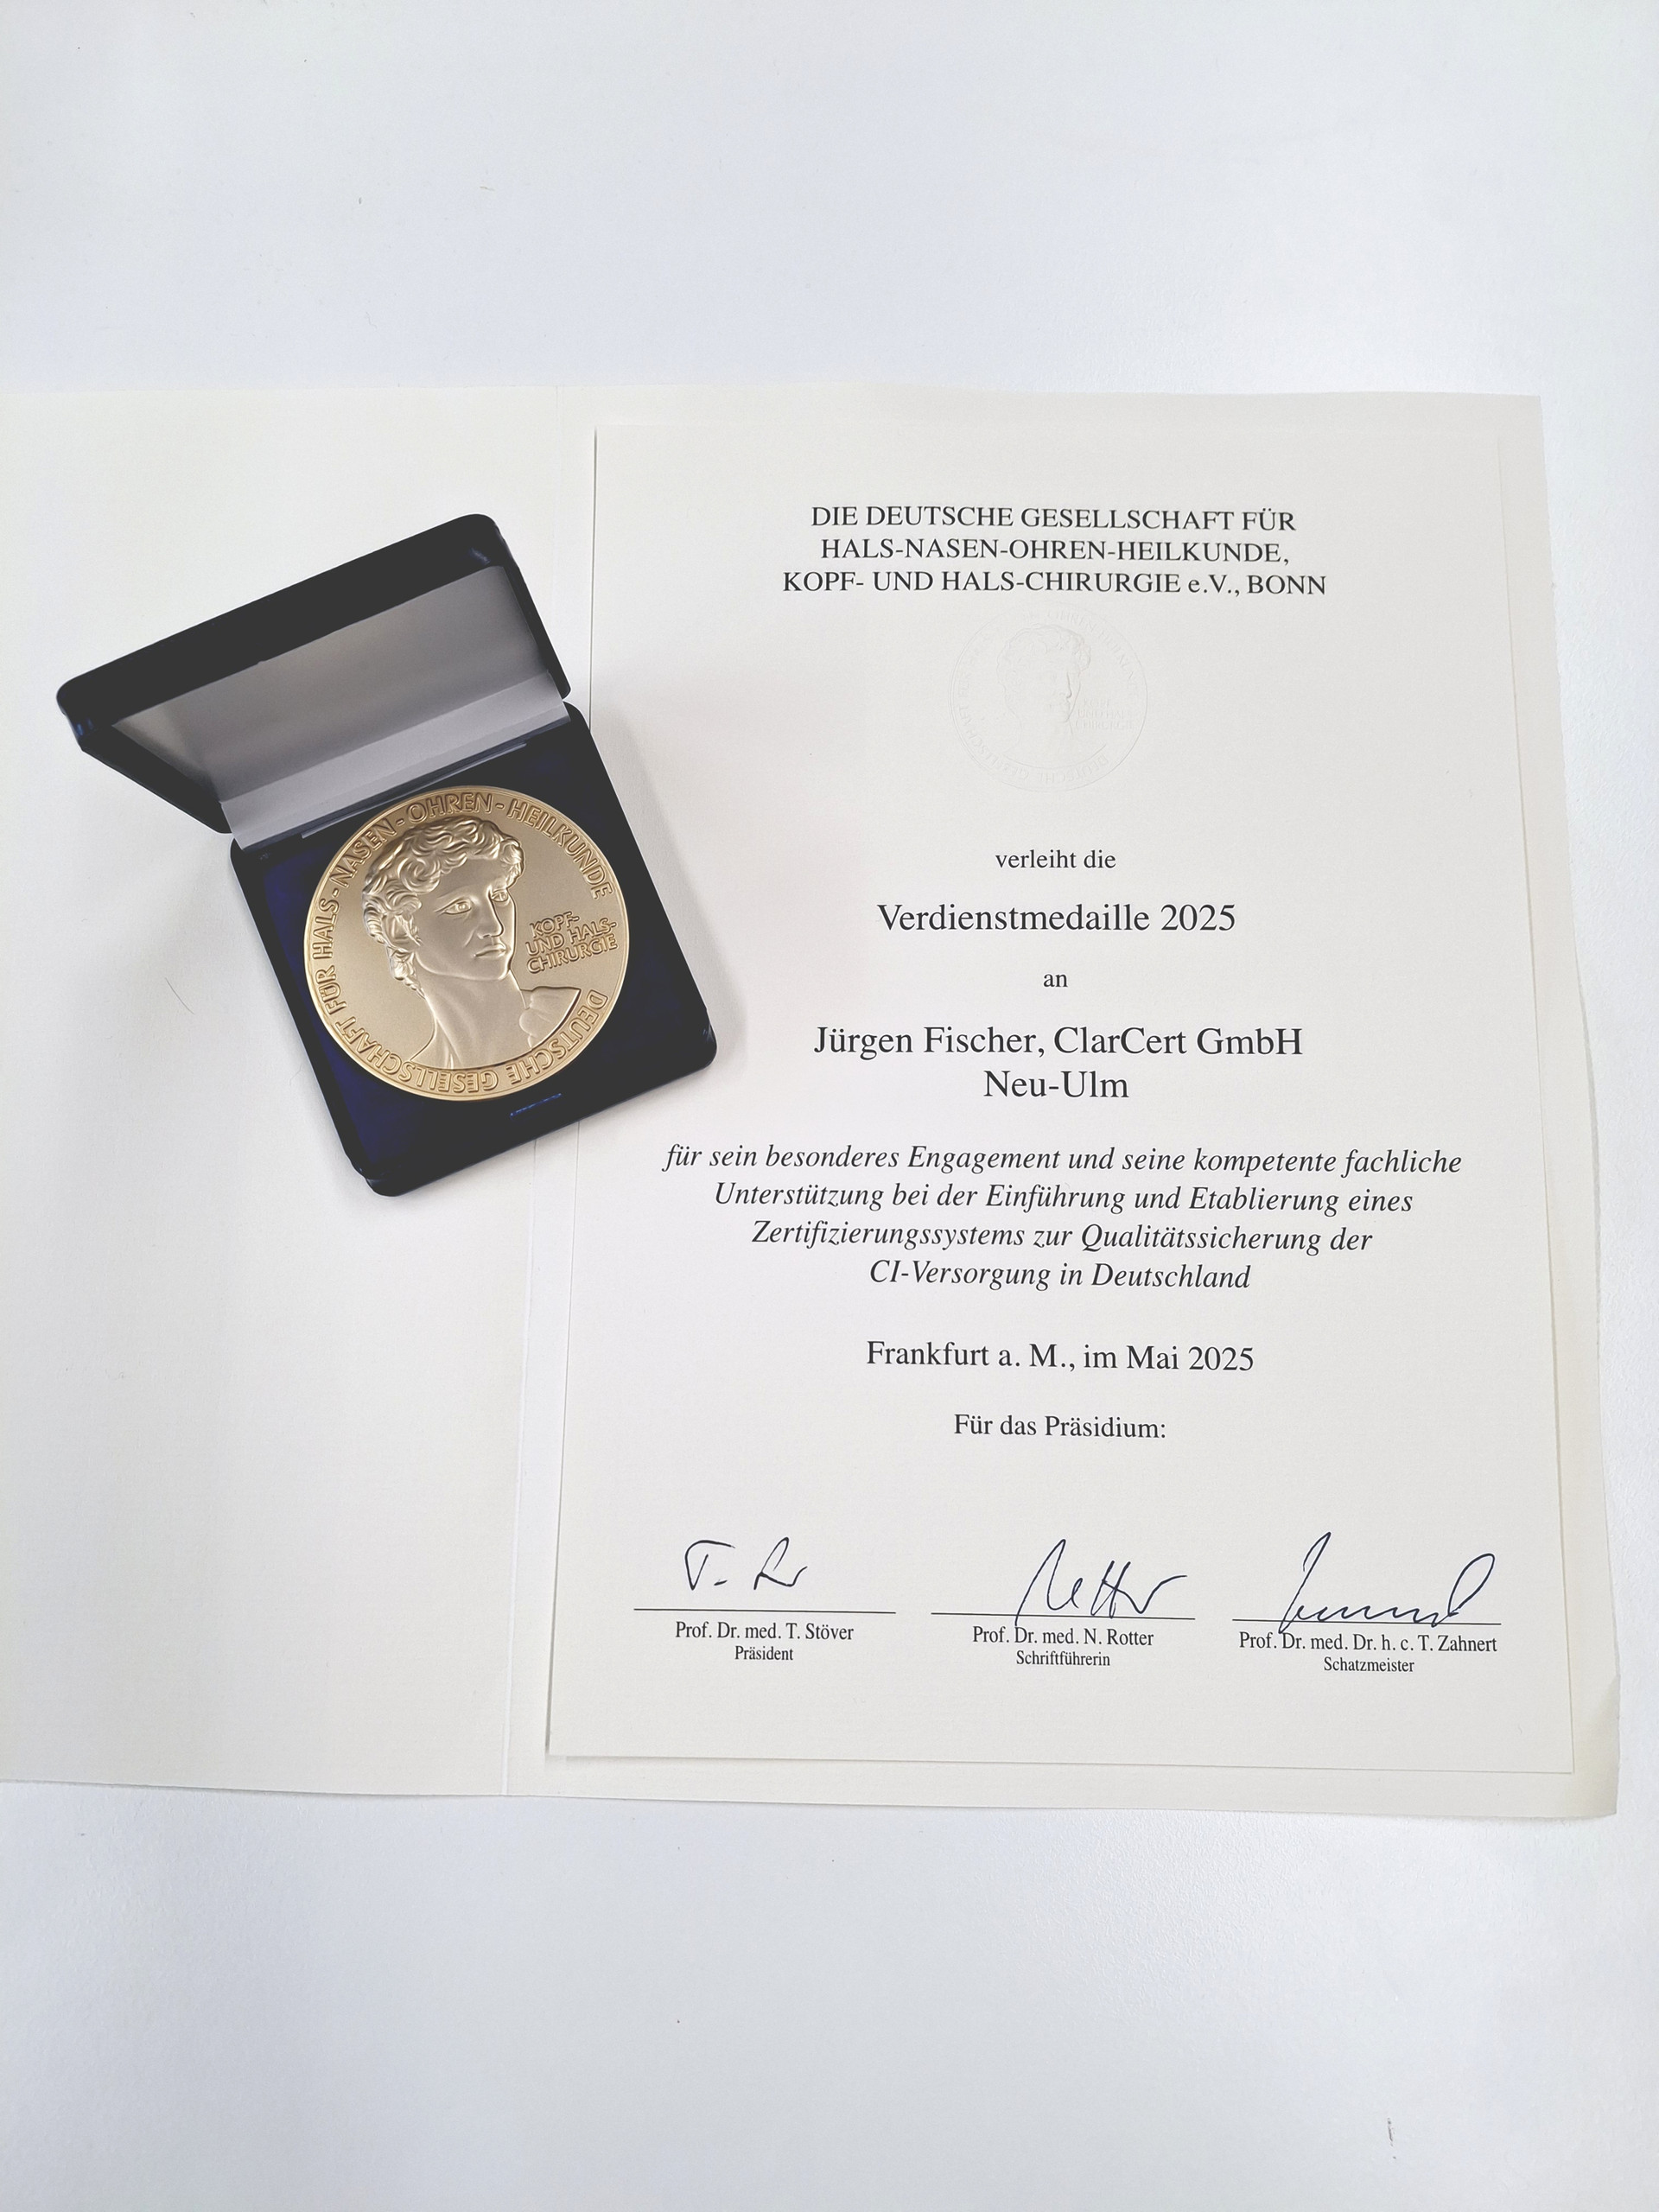 DEUTSCHE GESELLSCHAFT FÜR HALS-NASEN-OHREN-HEILKUNDE
KOPF-
UND HALS-
CHIRURGIE
DIE DEUTSCHE GESELLSCHAFT FÜR
HALS-NASEN-OHREN-HEILKUNDE,
KOPF- UND HALS-CHIRURGIE e.V., BONN
verleiht die
Verdienstmedaille 2025
an
Jürgen Fischer, ClarCert GmbH
Neu-Ulm
für sein besonderes Engagement und seine kompetente fachliche
Unterstützung bei der Einführung und Etablierung eines
Zertifizierungssystems zur Qualitätssicherung der
CI-Versorgung in Deutschland
Frankfurt a. M., im Mai 2025
Für das Präsidium:
Prof. Dr. med. T. Stöver
Präsident
Prof. Dr. med. N. Rotter
Schriftführerin
Prof. Dr. med. Dr. h. c. T. Zahnert
Schatzmeister